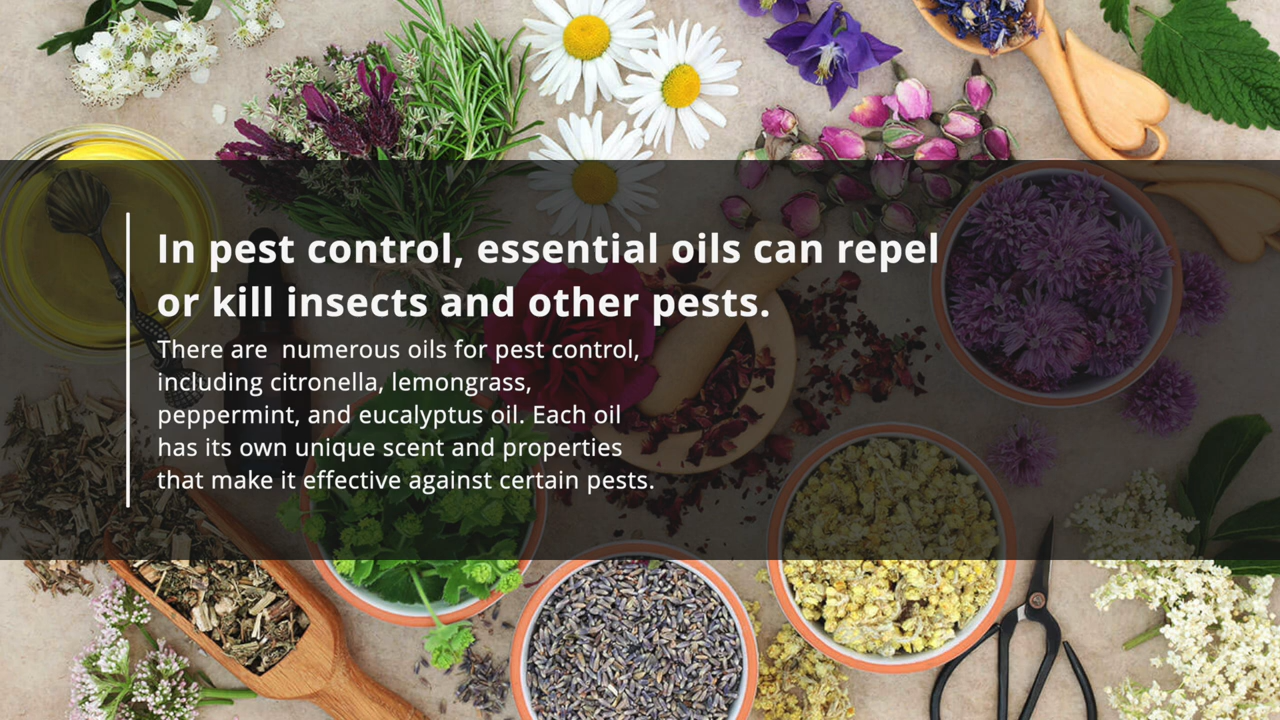 In pest control, essential oils can repel
or kill insects and other pests.
There are  numerous oils for pest control,
including citronella, lemongrass,
peppermint, and eucalyptus oil. Each oil
has its own unique scent and properties
that make it effective against certain pests.